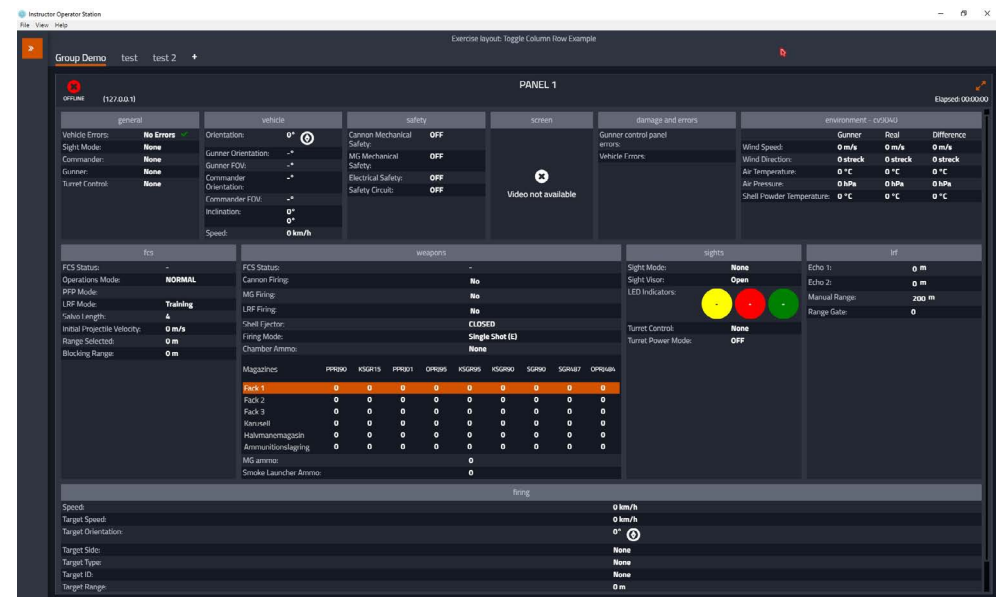 Instructor Operator Station
File View Help
Exercise layout: Toggle Column Row Example
Group Demo test test 2 +
PANEL 1
OFFLINE (127.0.0.1) Elapsed: 00:00:00
general
Vehicle Errors: No Errors
Sight Mode: None
Commander: None
Gunner: None
Turret Control: None
vehicle
Orientation: 0°
Gunner Orientation: -°
Gunner FOV: -°
Commander Orientation: -°
Commander FOV: -°
Inclination: 0°
0°
Speed: 0 km/h
safety
Cannon Mechanical Safety: OFF
MG Mechanical Safety: OFF
Electrical Safety: OFF
Safety Circuit: OFF
screen
Video not available
damage and errors
Gunner control panel errors:
Vehicle Errors:
environment - cv9040
Gunner Real Difference
Wind Speed: 0 m/s 0 m/s 0 m/s
Wind Direction: 0 streck 0 streck 0 streck
Air Temperature: 0 °C 0 °C 0 °C
Air Pressure: 0 hPa 0 hPa 0 hPa
Shell Powder Temperature: 0 °C 0 °C 0 °C
fcs
FCS Status: -
Operations Mode: NORMAL
PFP Mode:
LRF Mode: Training
Salvo Length: 4
Initial Projectile Velocity: 0 m/s
Range Selected: 0 m
Blocking Range: 0 m
weapons
FCS Status: -
Cannon Firing: No
MG Firing: No
LRF Firing: No
Shell Ejector: CLOSED
Firing Mode: Single Shot (E)
Chamber Ammo: None
Magazines PPRJ90 KSGR15 PPRJ01 OPRJ95 KSGR95 KSGR90 SGR90 SGR487 OPRJ484
Fack 1 0 0 0 0 0 0 0 0 0
Fack 2 0 0 0 0 0 0 0 0 0
Fack 3 0 0 0 0 0 0 0 0 0
Karusell 0 0 0 0 0 0 0 0 0
Halvmanemagasin 0 0 0 0 0 0 0 0 0
Ammunitionslagring 0 0 0 0 0 0 0 0 0
MG ammo: 0
Smoke Launcher Ammo: 0
sights
Sight Mode: None
Sight Visor: Open
LED Indicators: - - -
Turret Control: None
Turret Power Mode: OFF
lrf
Echo 1: 0 m
Echo 2: 0 m
Manual Range: 200 m
Range Gate: 0
firing
Speed: 0 km/h
Target Speed: 0 km/h
Target Orientation: 0°
Target Side: None
Target Type: None
Target ID: None
Target Range: 0 m